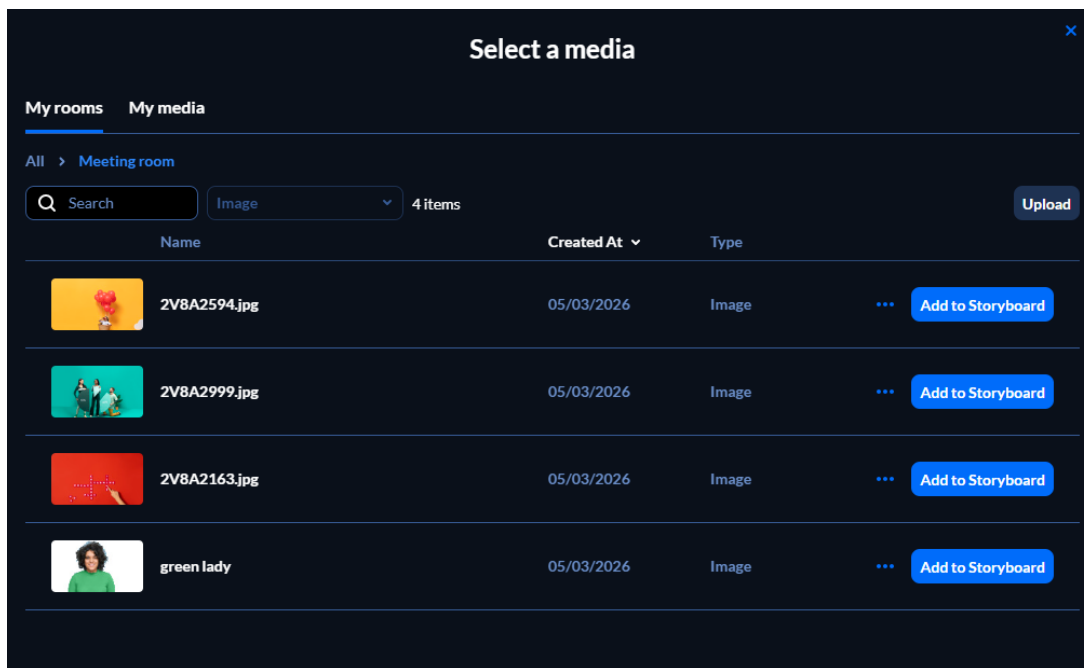 Select a media
My rooms My media
All > Meeting room
Search Image 4 items Upload
Name Created At Type
2V8A2594.jpg 05/03/2026 Image ••• Add to Storyboard
2V8A2999.jpg 05/03/2026 Image ••• Add to Storyboard
2V8A2163.jpg 05/03/2026 Image ••• Add to Storyboard
green lady 05/03/2026 Image ••• Add to Storyboard